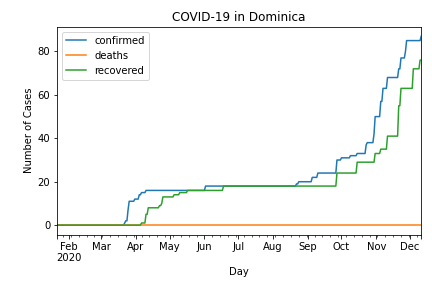 COVID-19 in Dominica
confirmed
deaths
recovered
Number of Cases
80
60
40
20
0
Feb Mar Apr May Jun Jul Aug Sep Oct Nov Dec
2020
Day